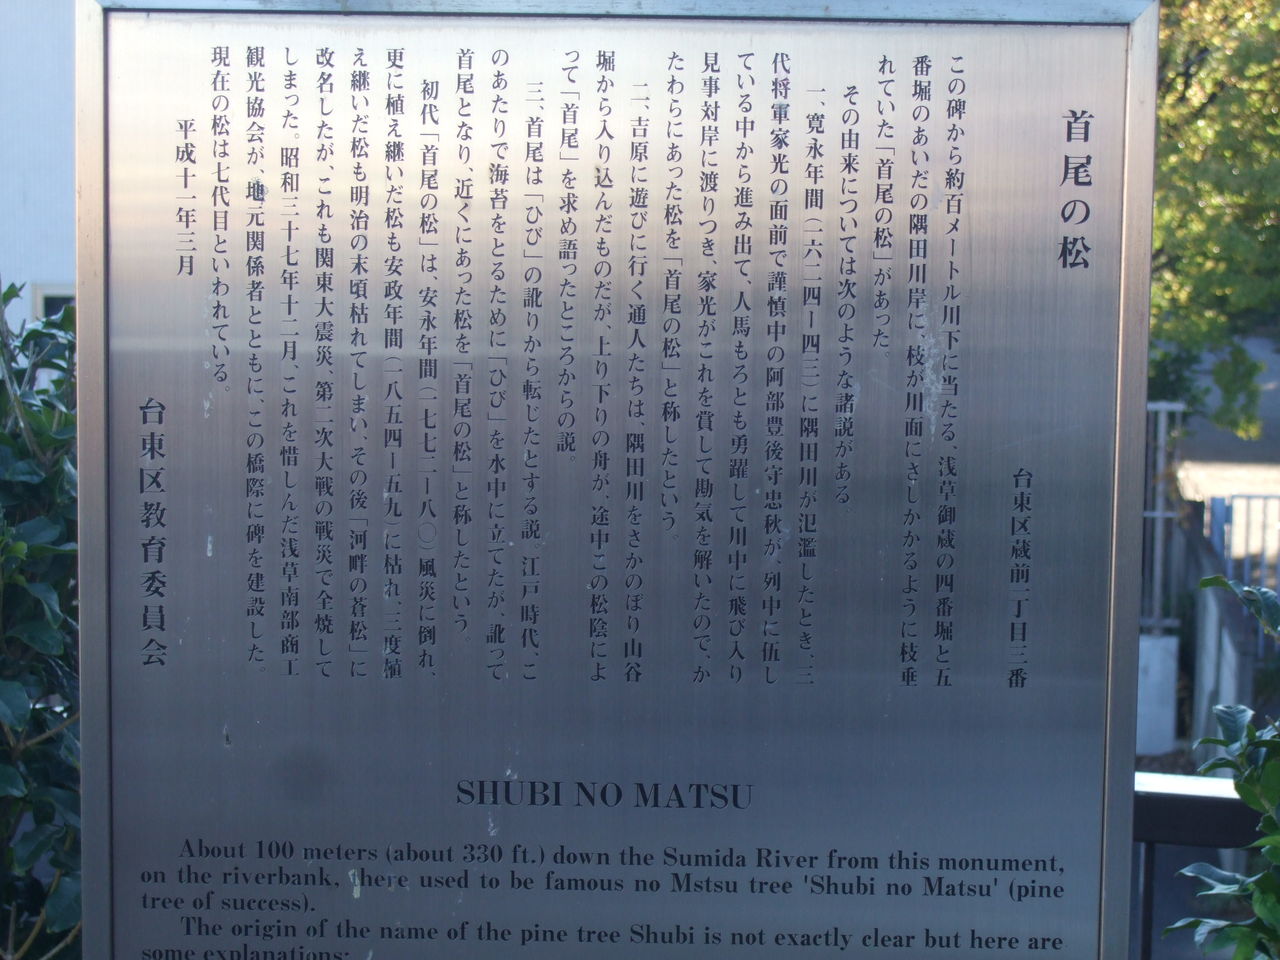 首尾の松
台東区蔵前一丁目三番
この碑から約百メートル川下に当たる、浅草御蔵の四番堀と五
番堀のあいだの隅田川岸に、枝が川面にさしかかるように枝垂
れていた「首尾の松」があった。
その由来については次のような諸説がある。
一、寛永年間(一六二四ー四三)に隅田川が氾濫したとき、三
代将軍家光の面前で謹慎中の阿部豊後守忠秋が、列中に伍し
ている中から進み出て、人馬もろとも勇躍して川中に飛び入り
見事対岸に渡りつき、家光がこれを賞して勘気を解いたので、か
たわらにあった松を「首尾の松」と称したという。
二、吉原に遊びに行く通人たちは、隅田川をさかのぼり山谷
堀から入り込んだものだが、上り下りの舟が、途中この松陰によ
って「首尾」を求め語ったところからの説。
三、首尾は「ひび」の訛りから転じたとする説。江戸時代、こ
のあたりで海苔をとるために「ひび」を水中に立てたが、訛って
首尾となり、近くにあった松を「首尾の松」と称したという。
初代「首尾の松」は、安永年間(一七七二ー八〇)風災に倒れ、
更に植え継いだ松も安政年間(一八五四ー五九)に枯れ、三度植
え継いだ松も明治の末頃枯れてしまい、その後「河畔の蒼松」に
改名したが、これも関東大震災、第二次大戦の戦災で全焼して
しまった。昭和三十七年十二月、これを惜しんだ浅草南部商工
観光協会が、地元関係者とともに、この橋際に碑を建設した。
現在の松は七代目といわれている。
平成十一年三月
台東区教育委員会
SHUBI NO MATSU
About 100 meters (about 330 ft.) down the Sumida River from this monument,
on the riverbank, there used to be famous no Mstsu tree 'Shubi no Matsu' (pine
tree of success).
The origin of the name of the pine tree Shubi is not exactly clear but here are
some explanations: